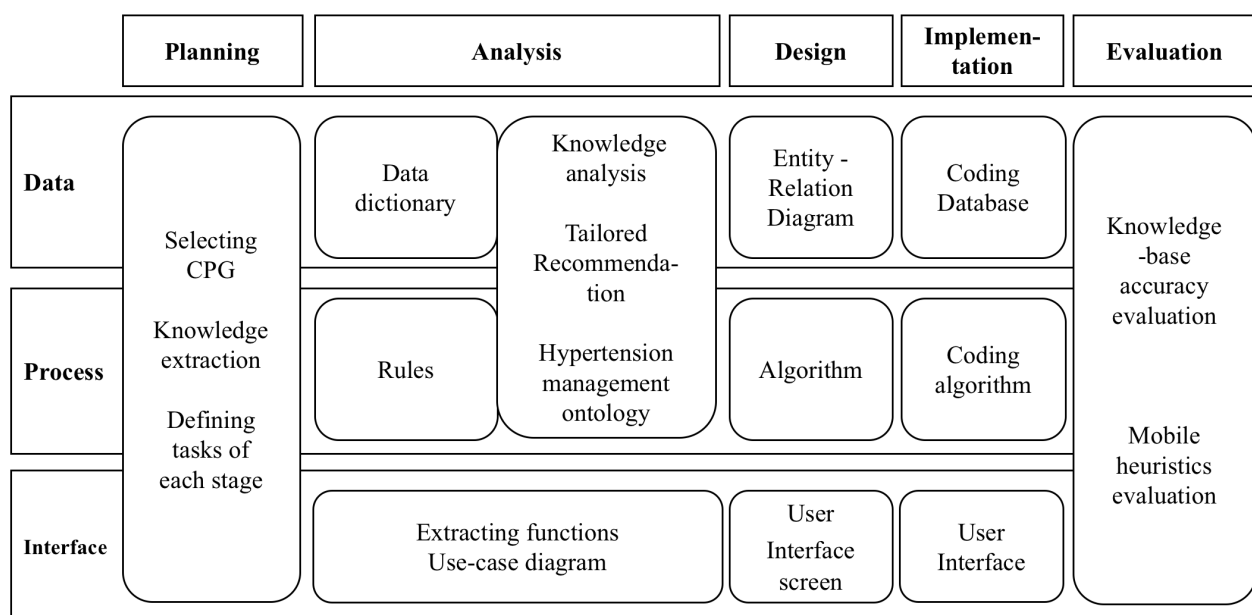 Planning
Analysis
Design
Implemen-
tation
Evaluation
Data
Process
Interface
Selecting
CPG
Knowledge
extraction
Defining
tasks of
each stage
Data
dictionary
Rules
Knowledge
analysis
Tailored
Recommenda-
tion
Hypertension
management
ontology
Extracting functions
Use-case diagram
Entity -
Relation
Diagram
Algorithm
User
Interface
screen
Coding
Database
Coding
algorithm
User
Interface
Knowledge
-base
accuracy
evaluation
Mobile
heuristics
evaluation